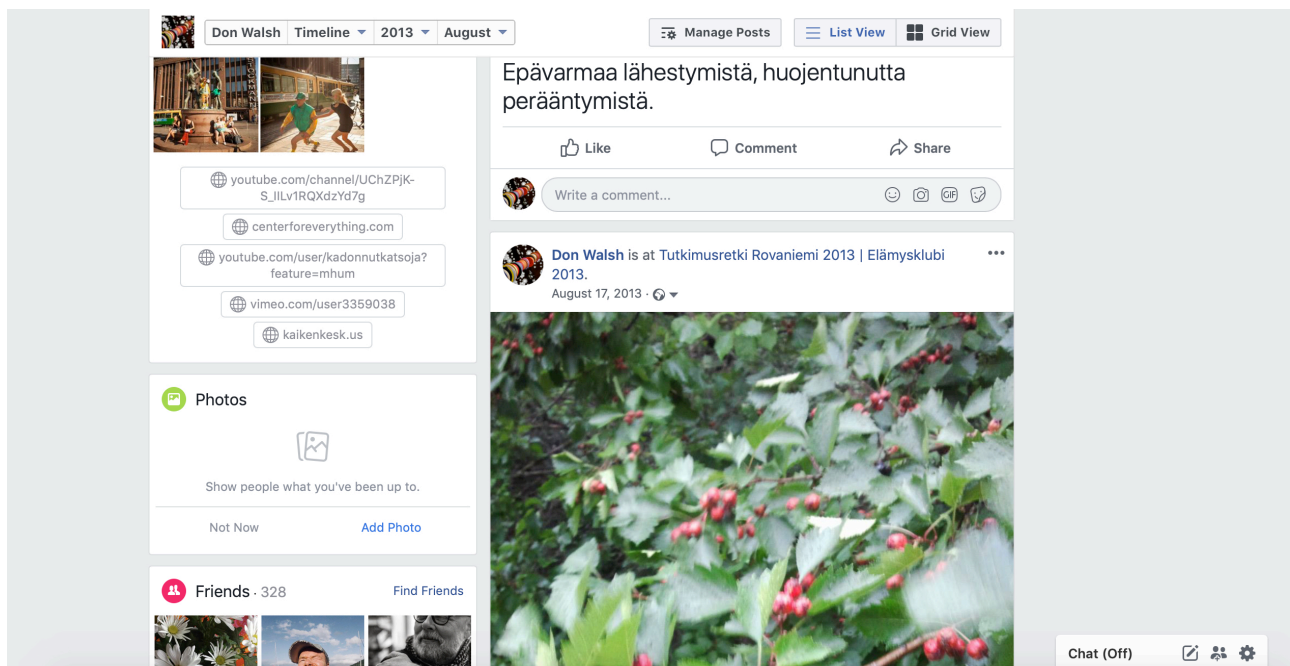 Don Walsh Timeline 2013 August
Manage Posts
List View
Grid View
youtube.com/channel/UChZPjK-
S_lILv1RQXdzYd7g
centerforeverything.com
youtube.com/user/kadonnutkatsoja?
feature=mhum
vimeo.com/user3359038
kaikenkesk.us
Photos
Show people what you've been up to.
Not Now
Add Photo
Friends · 328
Find Friends
Epävarmaa lähestymistä, huojentunutta
perääntymistä.
Like
Comment
Share
Write a comment...
GIF
Don Walsh is at Tutkimusretki Rovaniemi 2013 | Elämysklubi
2013.
August 17, 2013 ·
Chat (Off)